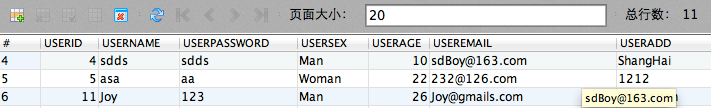 页面大小： 20 总行数： 11
# USERID USERNAME USERPASSWORD USERSEX USERAGE USEREMAIL USERADD
4 4 sdds sdds Man 10 sdBoy@163.com ShangHai
5 5 asa aa Woman 22 232@126.com 1212
6 11 Joy 123 Man 26 Joy@gmails.com
sdBoy@163.com